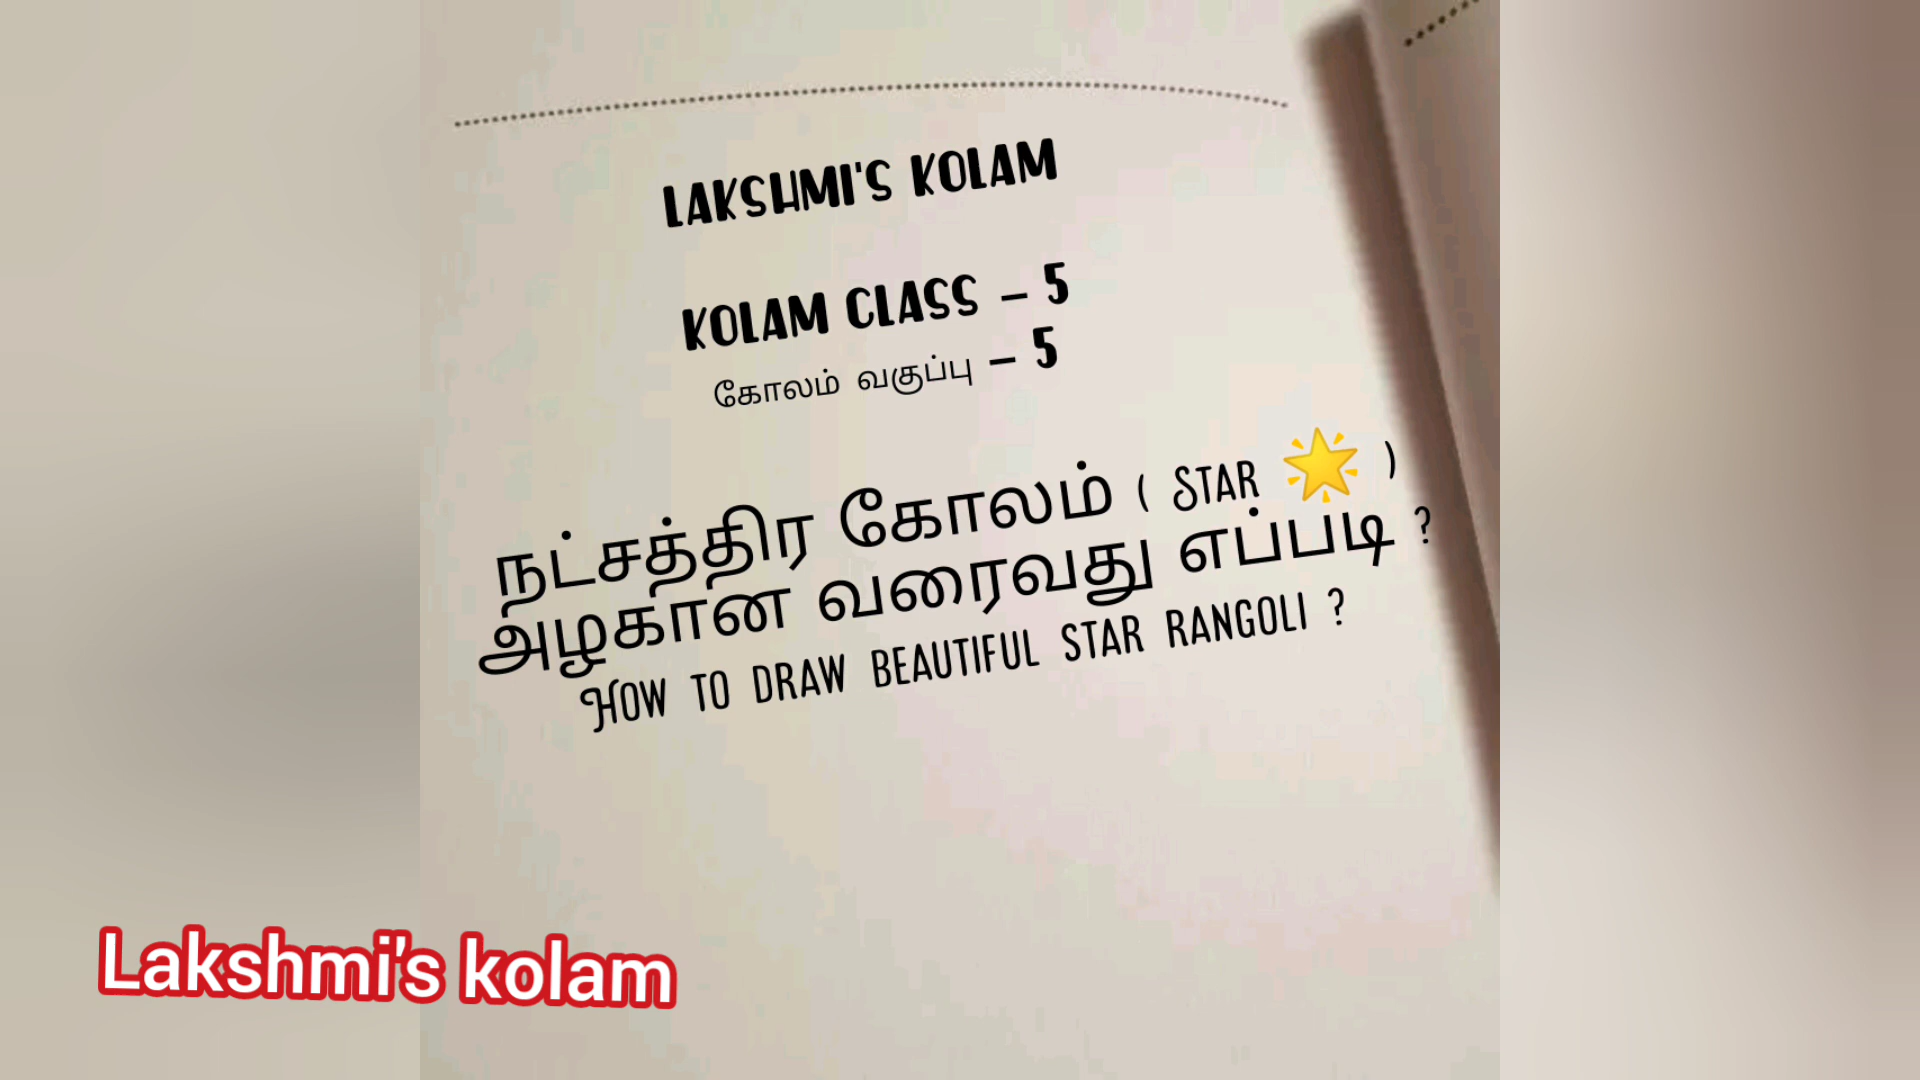 LAKSHMI'S KOLAM
KOLAM CLASS – 5
கோலம் வகுப்பு – 5
நட்சத்திர கோலம் ( STAR 🌟 )
அழகான வரைவது எப்படி ?
HOW TO DRAW BEAUTIFUL STAR RANGOLI ?
Lakshmi's kolam